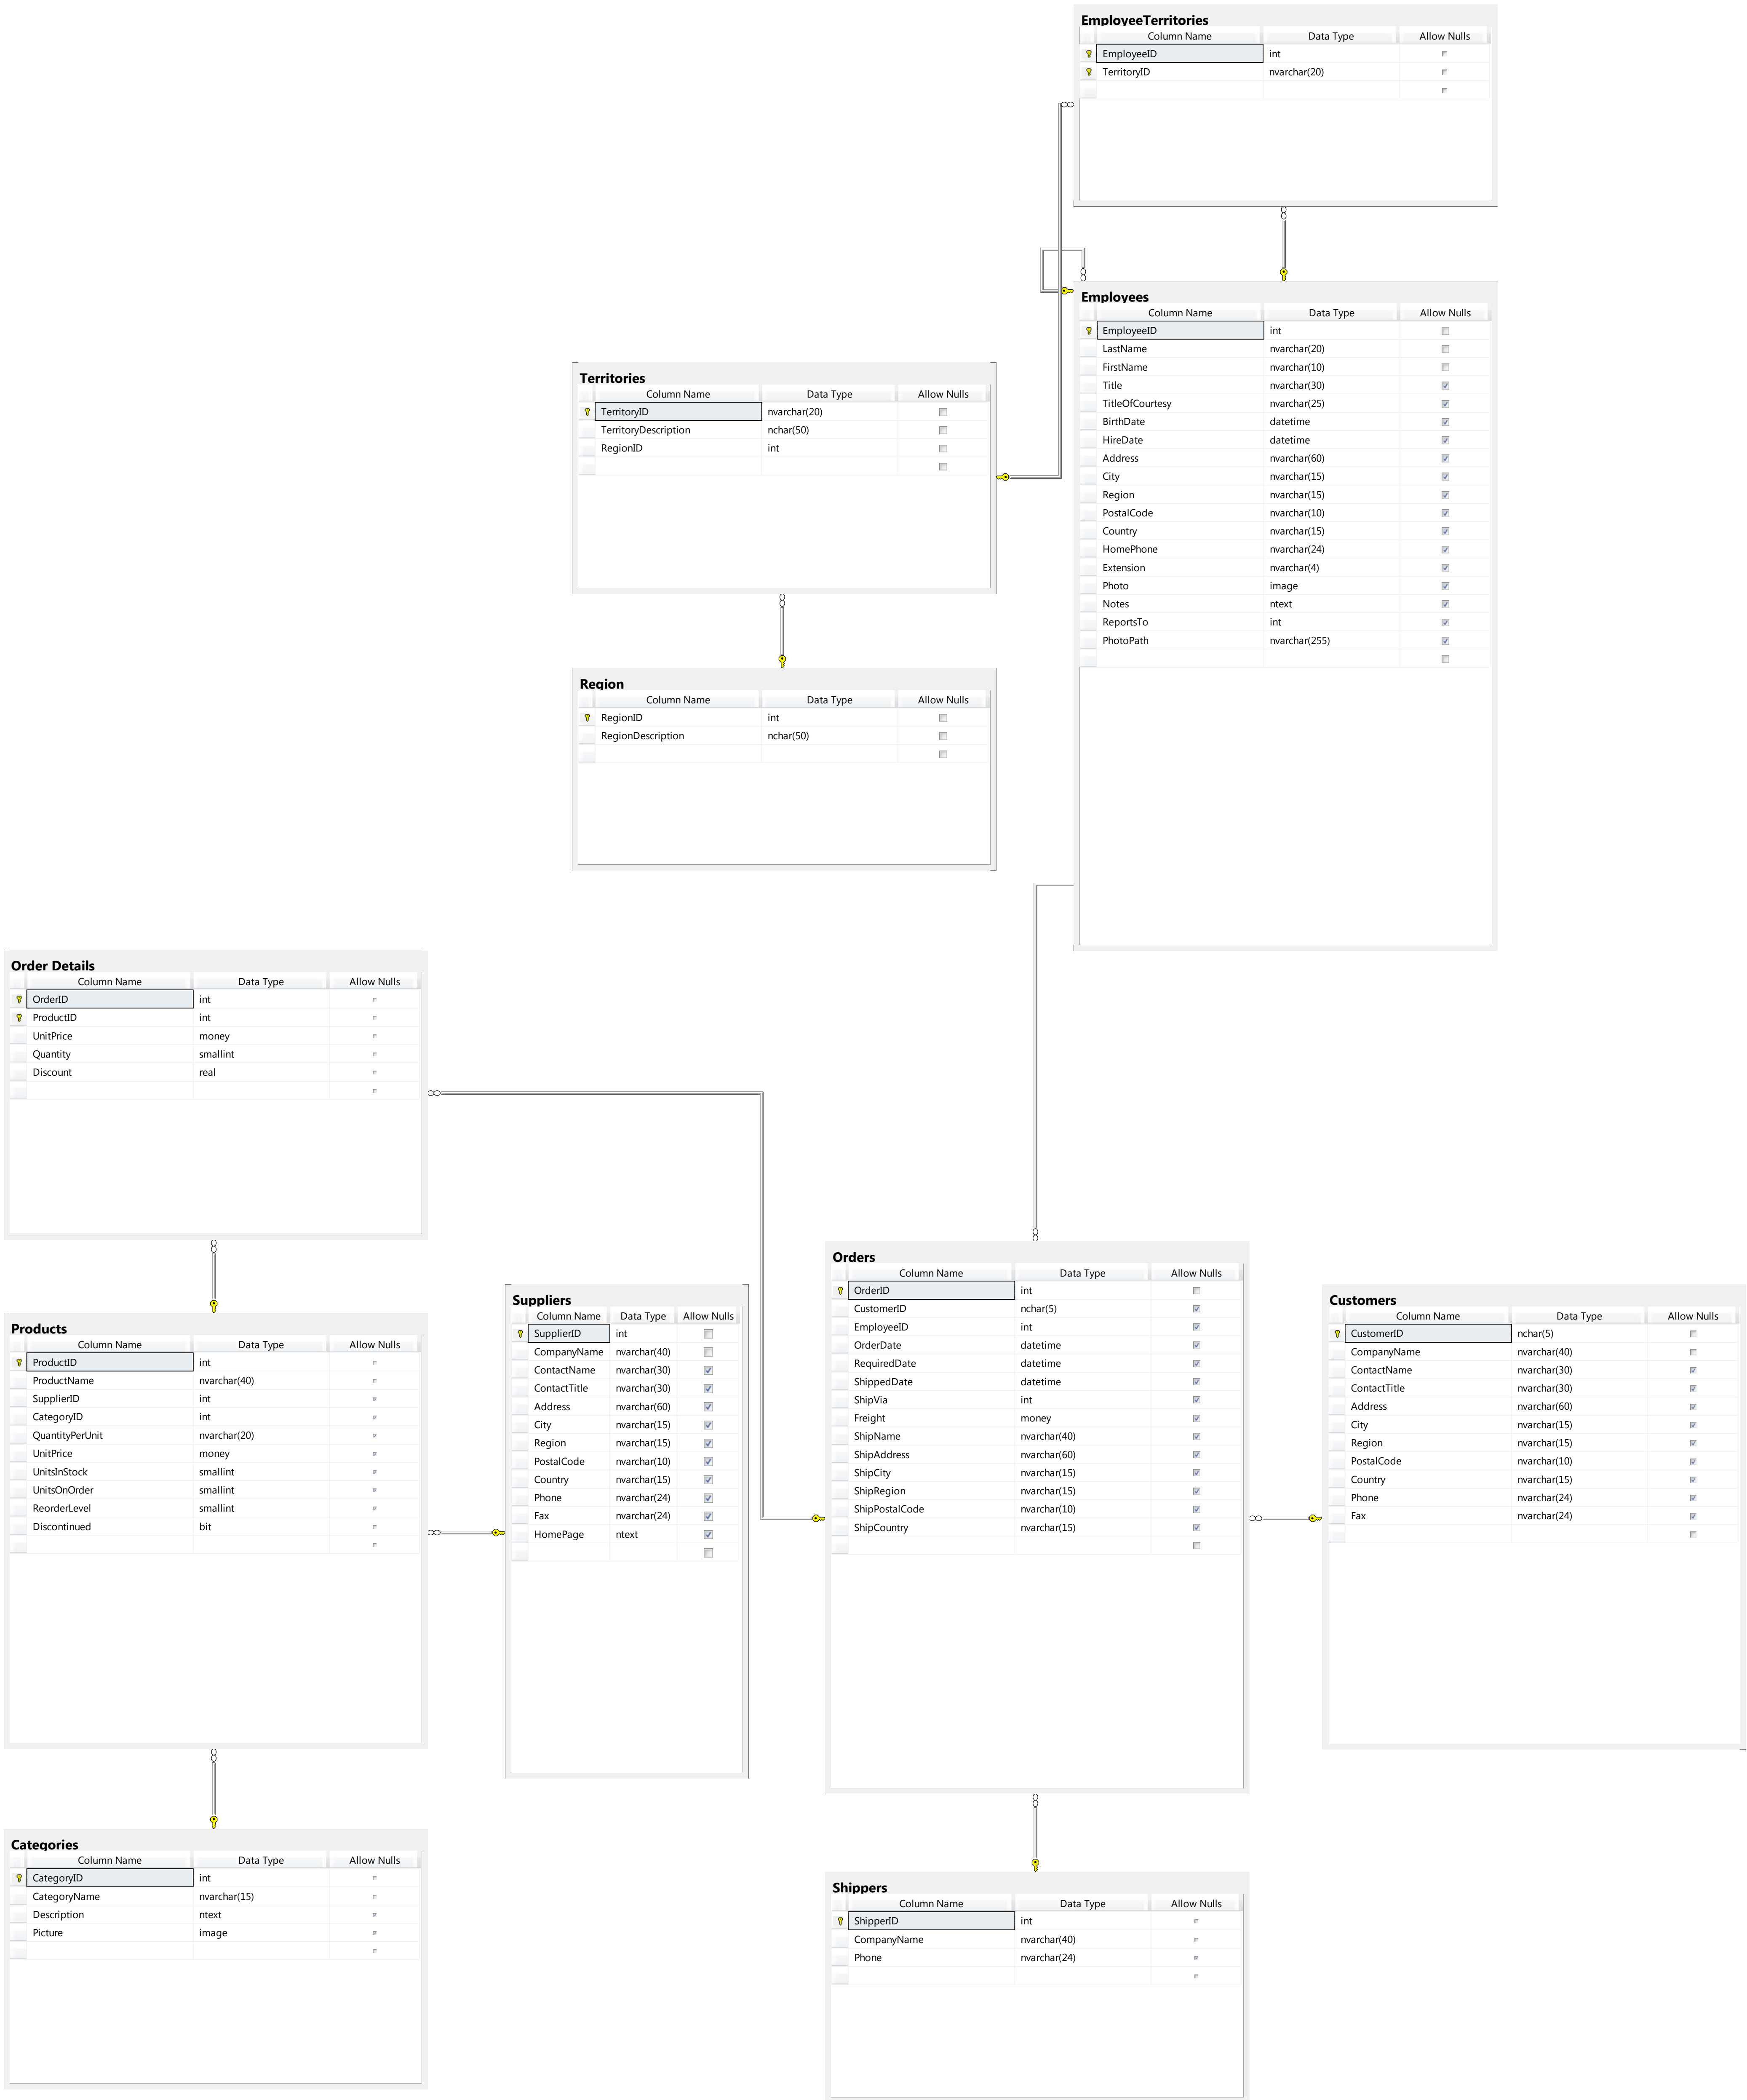 EmployeeTerritories
Column Name Data Type Allow Nulls
EmployeeID int
TerritoryID nvarchar(20)
Employees
Column Name Data Type Allow Nulls
EmployeeID int
LastName nvarchar(20)
FirstName nvarchar(10)
Title nvarchar(30)
TitleOfCourtesy nvarchar(25)
BirthDate datetime
HireDate datetime
Address nvarchar(60)
City nvarchar(15)
Region nvarchar(15)
PostalCode nvarchar(10)
Country nvarchar(15)
HomePhone nvarchar(24)
Extension nvarchar(4)
Photo image
Notes ntext
ReportsTo int
PhotoPath nvarchar(255)
Territories
Column Name Data Type Allow Nulls
TerritoryID nvarchar(20)
TerritoryDescription nchar(50)
RegionID int
Region
Column Name Data Type Allow Nulls
RegionID int
RegionDescription nchar(50)
Order Details
Column Name Data Type Allow Nulls
OrderID int
ProductID int
UnitPrice money
Quantity smallint
Discount real
Products
Column Name Data Type Allow Nulls
ProductID int
ProductName nvarchar(40)
SupplierID int
CategoryID int
QuantityPerUnit nvarchar(20)
UnitPrice money
UnitsInStock smallint
UnitsOnOrder smallint
ReorderLevel smallint
Discontinued bit
Suppliers
Column Name Data Type Allow Nulls
SupplierID int
CompanyName nvarchar(40)
ContactName nvarchar(30)
ContactTitle nvarchar(30)
Address nvarchar(60)
City nvarchar(15)
Region nvarchar(15)
PostalCode nvarchar(10)
Country nvarchar(15)
Phone nvarchar(24)
Fax nvarchar(24)
HomePage ntext
Orders
Column Name Data Type Allow Nulls
OrderID int
CustomerID nchar(5)
EmployeeID int
OrderDate datetime
RequiredDate datetime
ShippedDate datetime
ShipVia int
Freight money
ShipName nvarchar(40)
ShipAddress nvarchar(60)
ShipCity nvarchar(15)
ShipRegion nvarchar(15)
ShipPostalCode nvarchar(10)
ShipCountry nvarchar(15)
Customers
Column Name Data Type Allow Nulls
CustomerID nchar(5)
CompanyName nvarchar(40)
ContactName nvarchar(30)
ContactTitle nvarchar(30)
Address nvarchar(60)
City nvarchar(15)
Region nvarchar(15)
PostalCode nvarchar(10)
Country nvarchar(15)
Phone nvarchar(24)
Fax nvarchar(24)
Categories
Column Name Data Type Allow Nulls
CategoryID int
CategoryName nvarchar(15)
Description ntext
Picture image
Shippers
Column Name Data Type Allow Nulls
ShipperID int
CompanyName nvarchar(40)
Phone nvarchar(24)